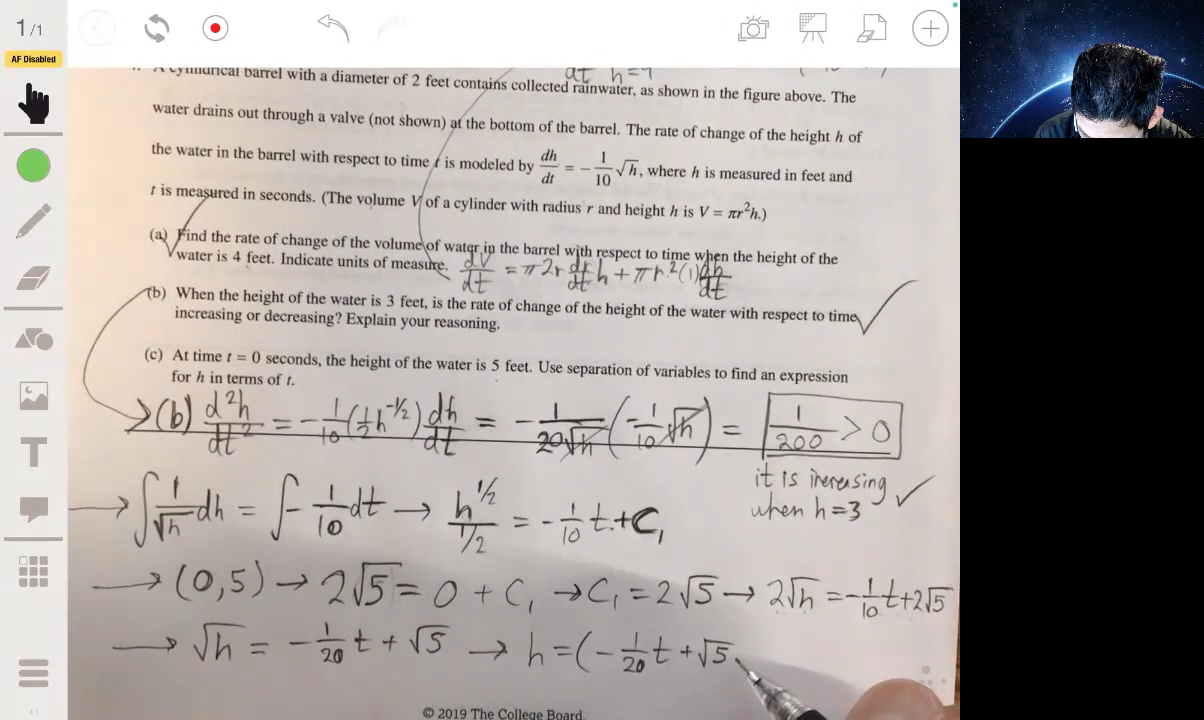 1/1
AF Disabled
at h=4
A cylindrical barrel with a diameter of 2 feet contains collected rainwater, as shown in the figure above. The
water drains out through a valve (not shown) at the bottom of the barrel. The rate of change of the height h of
the water in the barrel with respect to time t is modeled by dh/dt = -1/10 √h, where h is measured in feet and
t is measured in seconds. (The volume V of a cylinder with radius r and height h is V = πr²h.)
(a) Find the rate of change of the volume of water in the barrel with respect to time when the height of the
water is 4 feet. Indicate units of measure. dV/dt = π2r dr/dt h + πr²(1)dh/dt
(b) When the height of the water is 3 feet, is the rate of change of the height of the water with respect to time
increasing or decreasing? Explain your reasoning.
(c) At time t = 0 seconds, the height of the water is 5 feet. Use separation of variables to find an expression
for h in terms of t.
→(b) d²h/dt² = -1/10(1/2 h^-1/2) dh/dt = -1/(20√h) (-1/10 √h) = 1/200 > 0
it is increasing
when h=3
→ ∫ 1/√h dh = ∫ -1/10 dt → h^1/2 / 1/2 = -1/10 t + C₁
→ (0,5) → 2√5 = 0 + C₁ → C₁ = 2√5 → 2√h = -1/10 t + 2√5
→ √h = -1/20 t + √5 → h = (-1/20 t + √5
© 2019 The College Board.
T